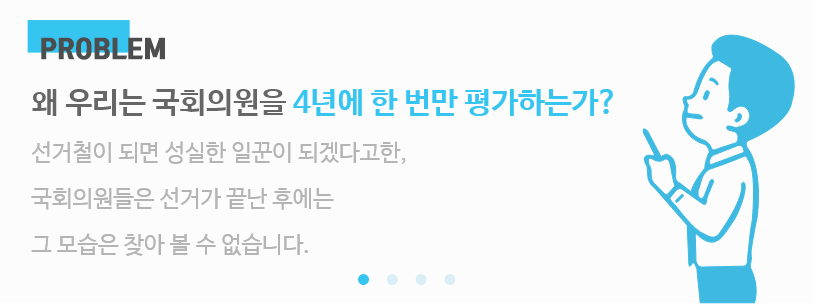 PROBLEM
왜 우리는 국회의원을 4년에 한 번만 평가하는가?
선거철이 되면 성실한 일꾼이 되겠다고한,
국회의원들은 선거가 끝난 후에는
그 모습은 찾아 볼 수 없습니다.